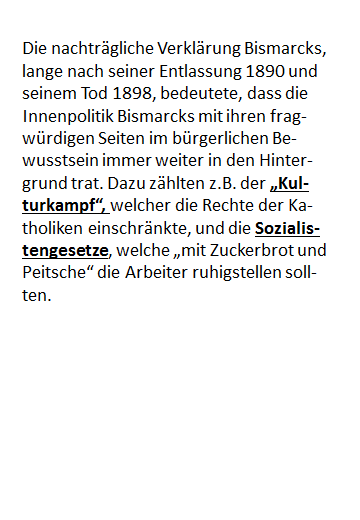 Die nachträgliche Verklärung Bismarcks,
lange nach seiner Entlassung 1890 und
seinem Tod 1898, bedeutete, dass die
Innenpolitik Bismarcks mit ihren frag-
würdigen Seiten im bürgerlichen Be-
wusstsein immer weiter in den Hinter-
grund trat. Dazu zählten z.B. der „Kul-
turkampf“, welcher die Rechte der Ka-
tholiken einschränkte, und die Sozialis-
tengesetze, welche „mit Zuckerbrot und
Peitsche“ die Arbeiter ruhigstellen soll-
ten.